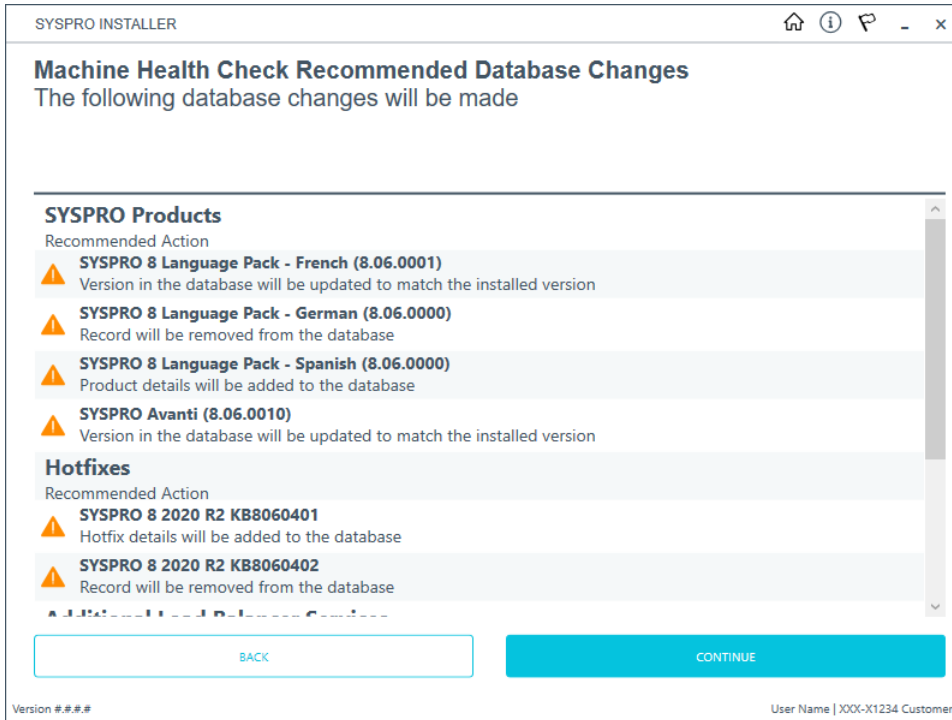 SYSPRO INSTALLER
Machine Health Check Recommended Database Changes
The following database changes will be made
SYSPRO Products
Recommended Action
SYSPRO 8 Language Pack - French (8.06.0001)
Version in the database will be updated to match the installed version
SYSPRO 8 Language Pack - German (8.06.0000)
Record will be removed from the database
SYSPRO 8 Language Pack - Spanish (8.06.0000)
Product details will be added to the database
SYSPRO Avanti (8.06.0010)
Version in the database will be updated to match the installed version
Hotfixes
Recommended Action
SYSPRO 8 2020 R2 KB8060401
Hotfix details will be added to the database
SYSPRO 8 2020 R2 KB8060402
Record will be removed from the database
Additional Load Balancer Services
BACK
CONTINUE
Version #.#.#.#
User Name | XXX-X1234 Customer